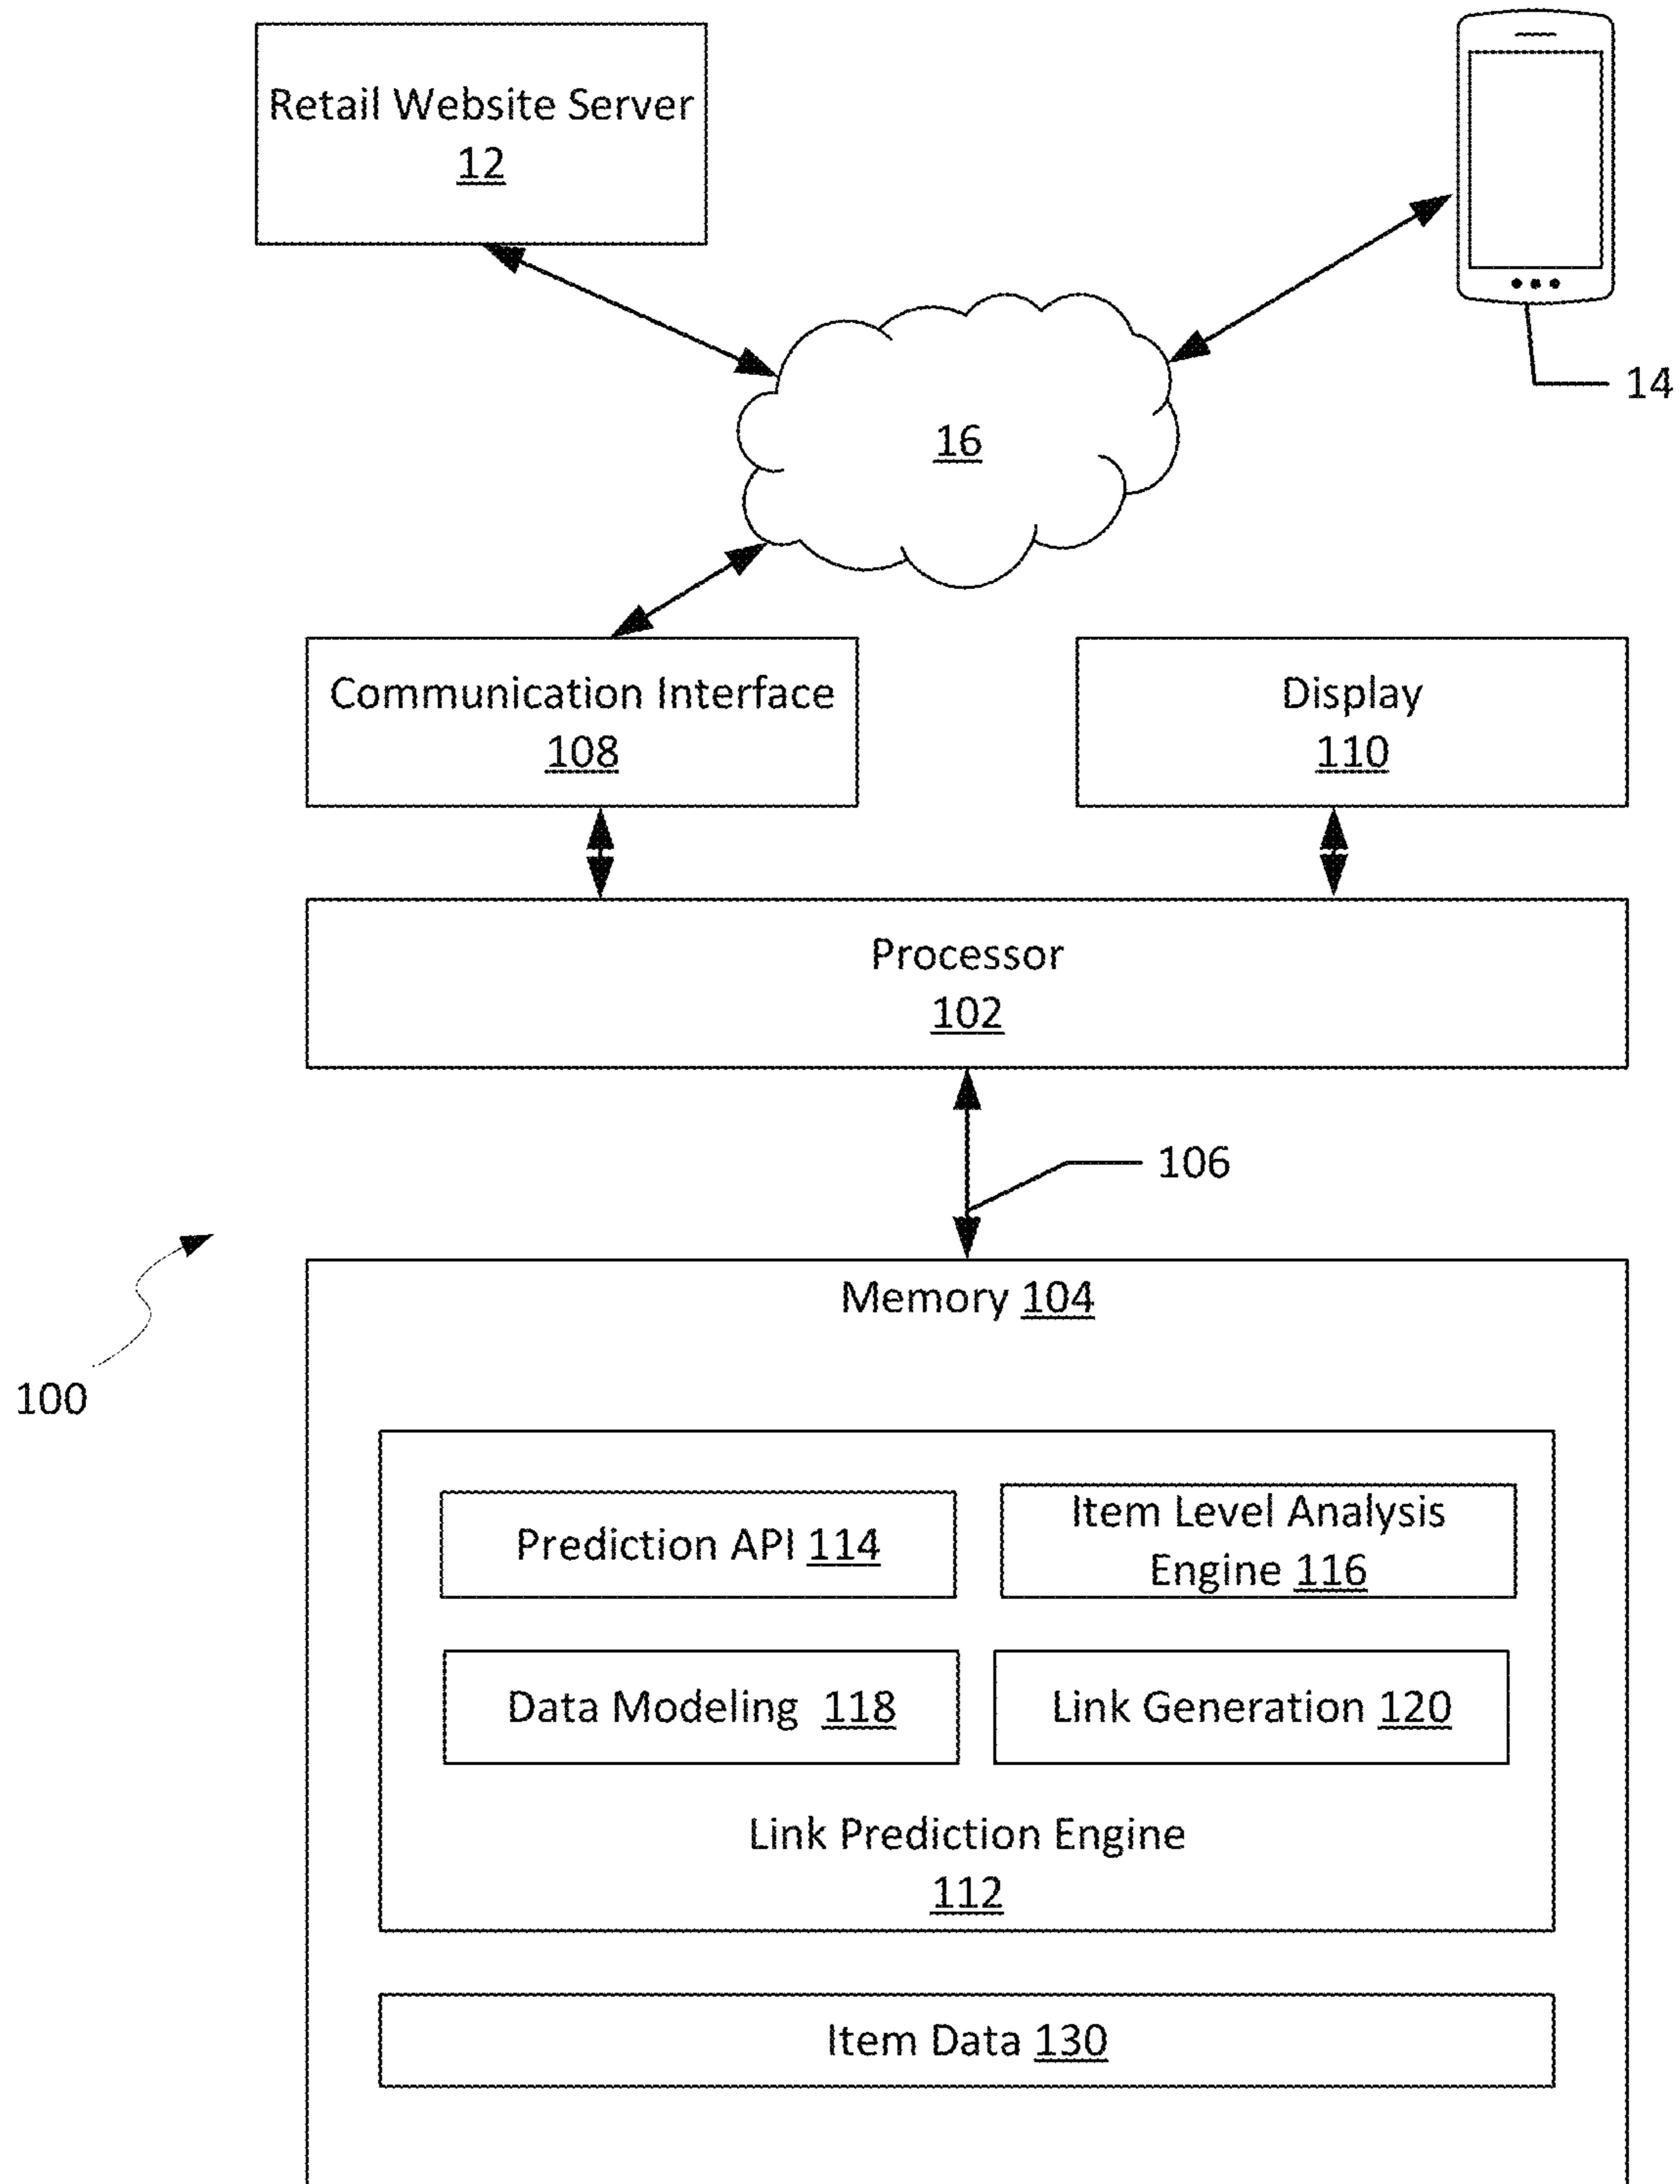 Retail Website Server
12
14
16
Communication Interface
108
Display
110
Processor
102
106
100
Memory 104
Prediction API 114
Item Level Analysis
Engine 116
Data Modeling 118
Link Generation 120
Link Prediction Engine
112
Item Data 130